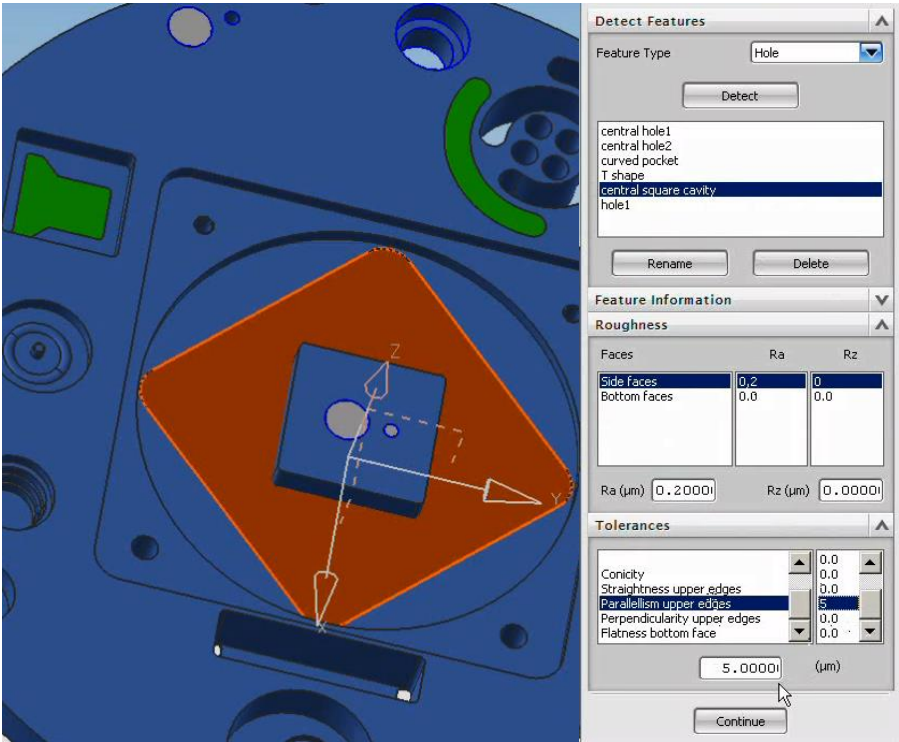 Detect Features
Feature Type Hole
Detect
central hole1
central hole2
curved pocket
T shape
central square cavity
hole1
Rename Delete
Feature Information
Roughness
Faces Ra Rz
Side faces 0,2 0
Bottom faces 0.0 0.0
Ra (µm) 0.2000 Rz (µm) 0.0000
Tolerances
0.0
Conicity 0.0
Straightness upper edges 0.0
Parallellism upper edges 5
Perpendicularity upper edges 0.0
Flatness bottom face 0.0
5.0000 (µm)
Continue
Z
Y
X